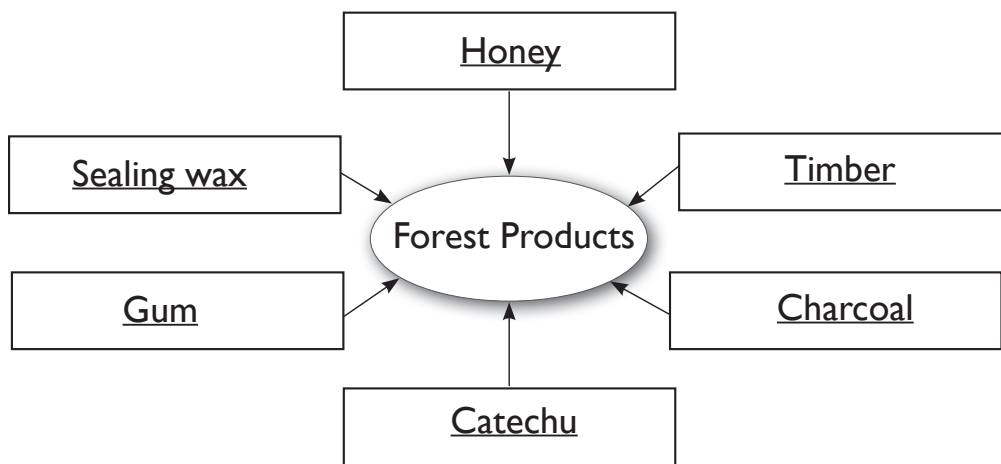 Honey
Sealing wax
Timber
Forest Products
Gum
Charcoal
Catechu